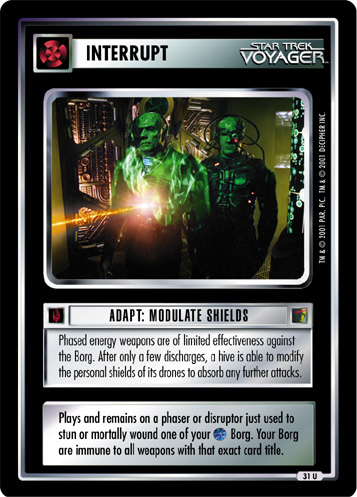 INTERRUPT
STAR TREK
VOYAGER
TM & © 2001 PAR. PIC. TM & © 2001 DECIPHER INC.
ADAPT: MODULATE SHIELDS
Phased energy weapons are of limited effectiveness against
the Borg. After only a few discharges, a hive is able to modify
the personal shields of its drones to absorb any further attacks.
Plays and remains on a phaser or disruptor just used to
stun or mortally wound one of your Borg. Your Borg
are immune to all weapons with that exact card title.
31 U